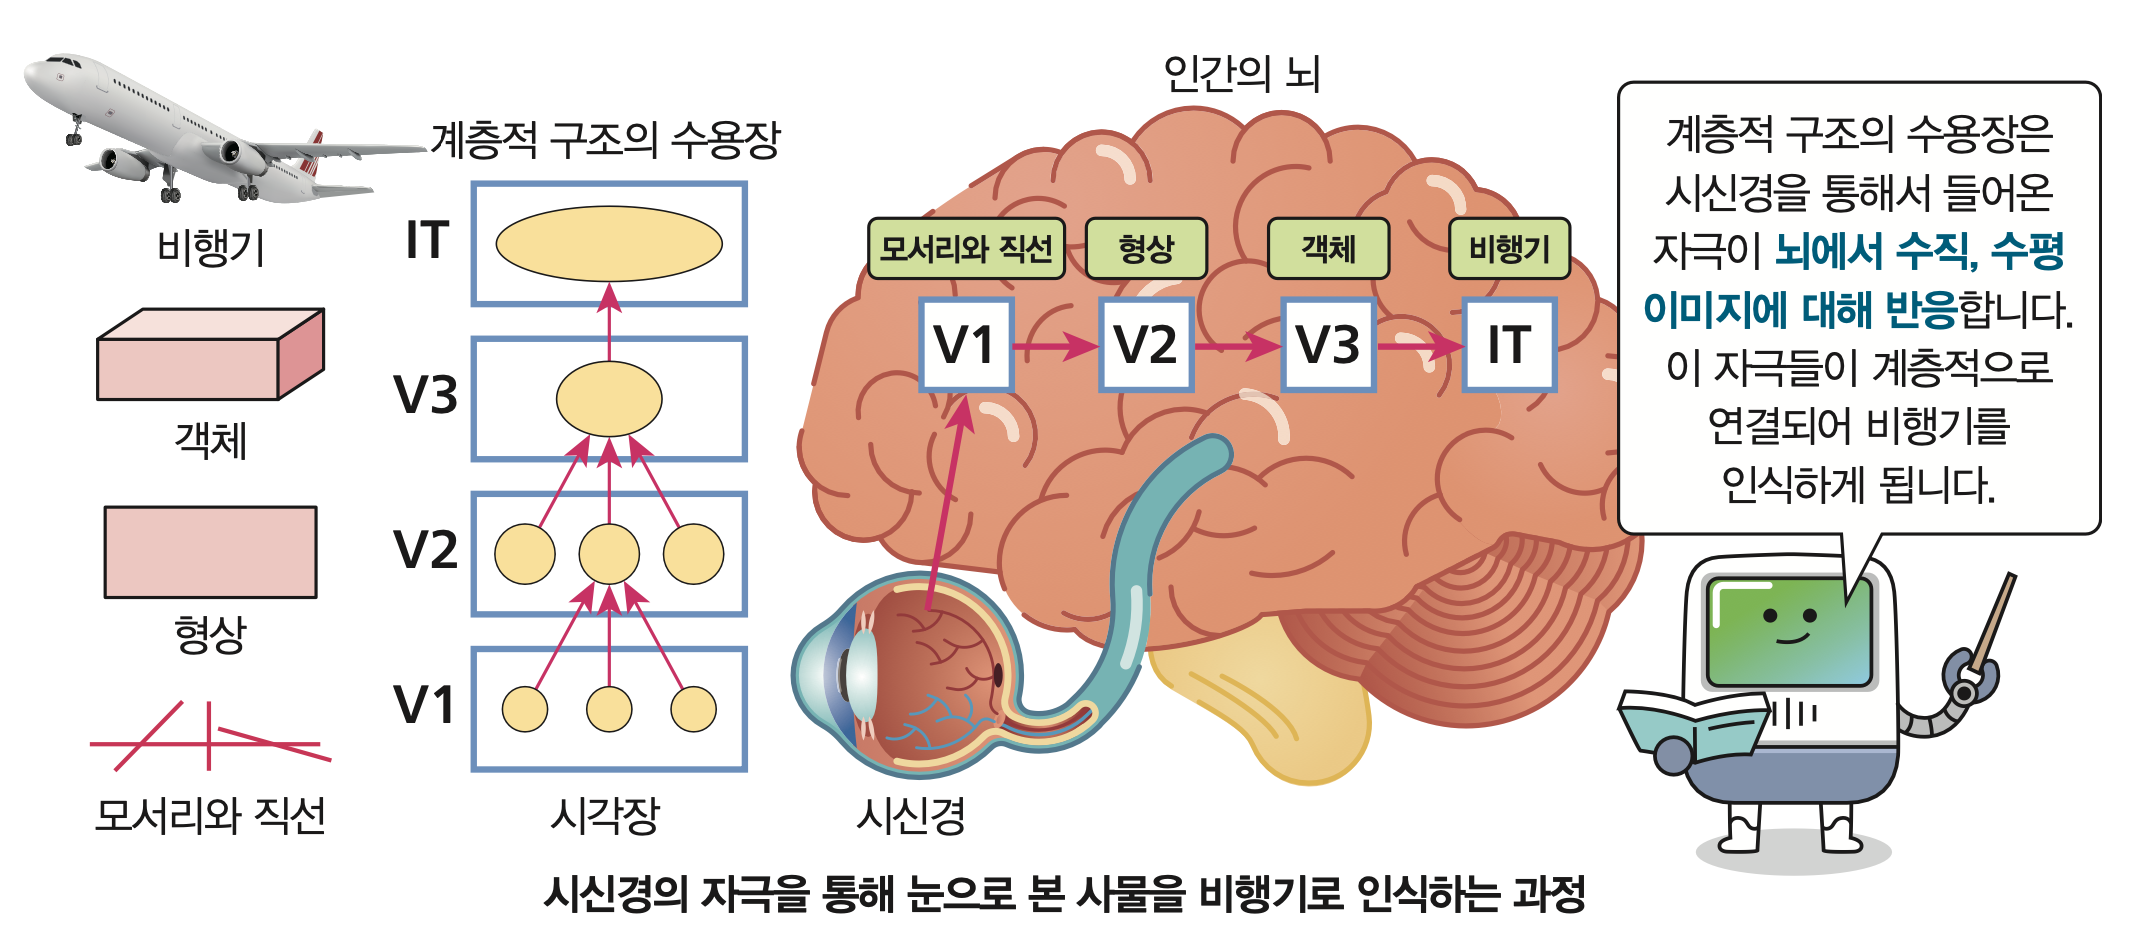 인간의 뇌
계층적 구조의 수용장
비행기
객체
형상
모서리와 직선
IT
V3
V2
V1
시각장
모서리와 직선
형상
객체
비행기
V1
V2
V3
IT
시신경
계층적 구조의 수용장은
시신경을 통해서 들어온
자극이 뇌에서 수직, 수평
이미지에 대해 반응합니다.
이 자극들이 계층적으로
연결되어 비행기를
인식하게 됩니다.
시신경의 자극을 통해 눈으로 본 사물을 비행기로 인식하는 과정